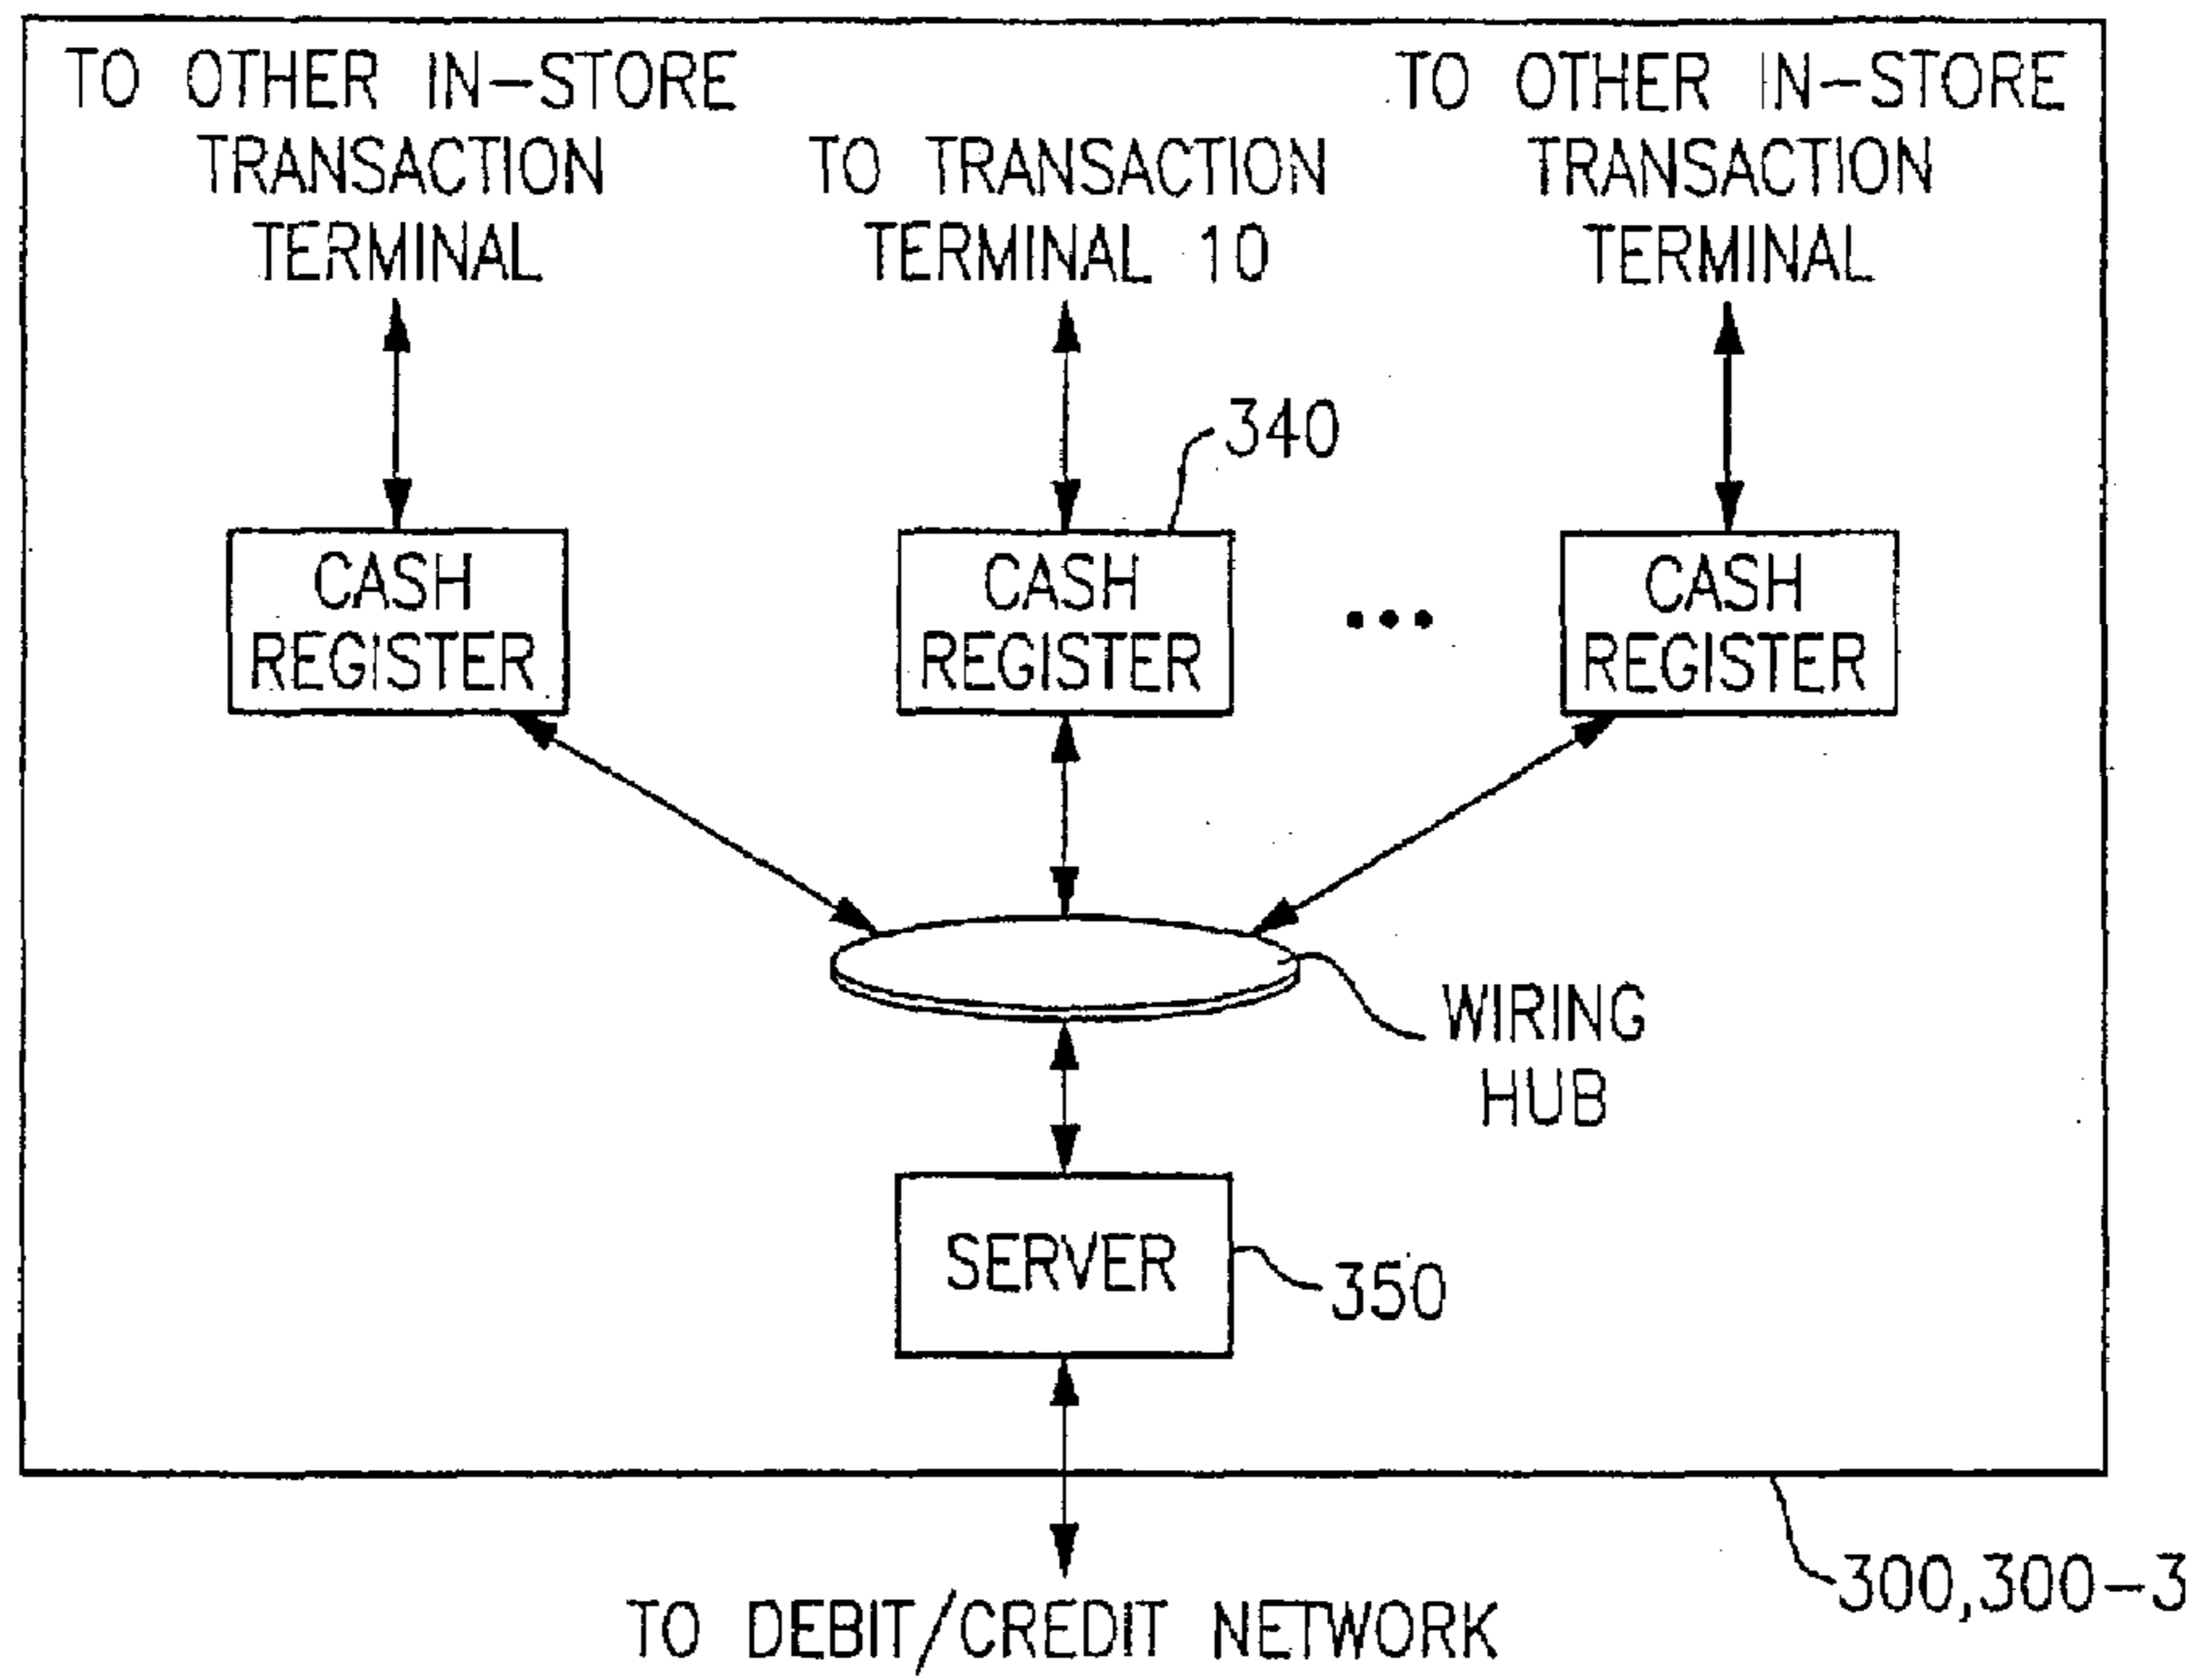 TO OTHER IN-STORE
TRANSACTION
TERMINAL
TO TRANSACTION
TERMINAL 10
TO OTHER IN-STORE
TRANSACTION
TERMINAL
340
CASH
REGISTER
CASH
REGISTER
CASH
REGISTER
WIRING
HUB
SERVER
350
300,300-3
TO DEBIT/CREDIT NETWORK